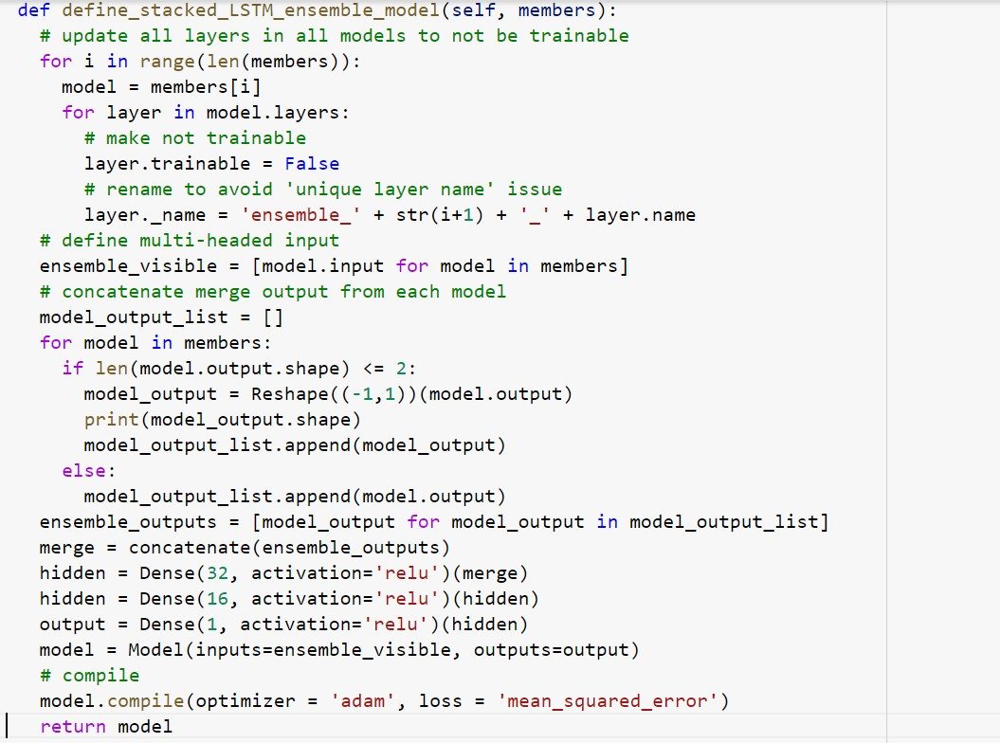 def define_stacked_LSTM_ensemble_model(self, members):
  # update all layers in all models to not be trainable
  for i in range(len(members)):
    model = members[i]
    for layer in model.layers:
      # make not trainable
      layer.trainable = False
      # rename to avoid 'unique layer name' issue
      layer._name = 'ensemble_' + str(i+1) + '_' + layer.name
  # define multi-headed input
  ensemble_visible = [model.input for model in members]
  # concatenate merge output from each model
  model_output_list = []
  for model in members:
    if len(model.output.shape) <= 2:
      model_output = Reshape((-1,1))(model.output)
      print(model_output.shape)
      model_output_list.append(model_output)
    else:
      model_output_list.append(model.output)
  ensemble_outputs = [model_output for model_output in model_output_list]
  merge = concatenate(ensemble_outputs)
  hidden = Dense(32, activation='relu')(merge)
  hidden = Dense(16, activation='relu')(hidden)
  output = Dense(1, activation='relu')(hidden)
  model = Model(inputs=ensemble_visible, outputs=output)
  # compile
  model.compile(optimizer = 'adam', loss = 'mean_squared_error')
  return model